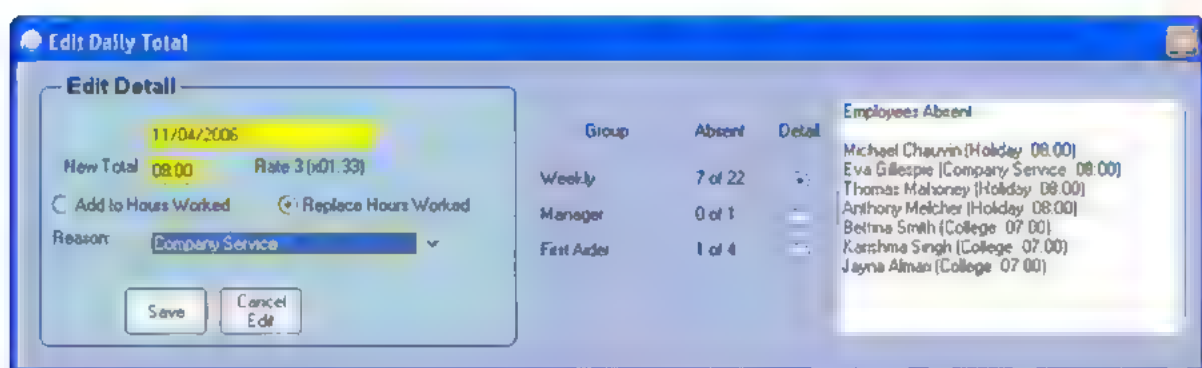 Edit Daily Total
Edit Detail
11/04/2006
New Total 08:00 Rate 3 (x01.33)
Add to Hours Worked Replace Hours Worked
Reason: Company Service
Save Cancel Edit
Group Absent Detail
Weekly 7 of 22
Manager 0 of 1
First Aider 1 of 4
Employees Absent
Michael Chauvin (Holiday 08:00)
Eva Gillespie (Company Service 08:00)
Thomas Mahoney (Holiday 08:00)
Anthony Melcher (Holiday 08:00)
Bettina Smith (College 07:00)
Karishma Singh (College 07:00)
Jayna Alman (College 07:00)